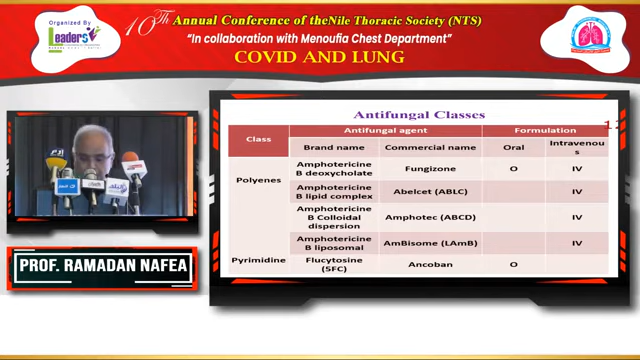 Organized By
Leaders
10Th Annual Conference of theNile Thoracic Society (NTS)
"In collaboration with Menoufia Chest Department"
COVID AND LUNG
Antifungal Classes
Class
Antifungal agent
Formulation
Brand name
Commercial name
Oral
Intravenou
s
Polyenes
Amphotericine
B deoxycholate
Fungizone
O
IV
Amphotericine
B lipid complex
Abelcet (ABLC)
IV
Amphotericine
B Colloidal
dispersion
Amphotec (ABCD)
IV
Amphotericine
B liposomal
AmBisome (LAmB)
IV
Pyrimidine
Flucytosine
(5FC)
Ancoban
O
PROF. RAMADAN NAFEA